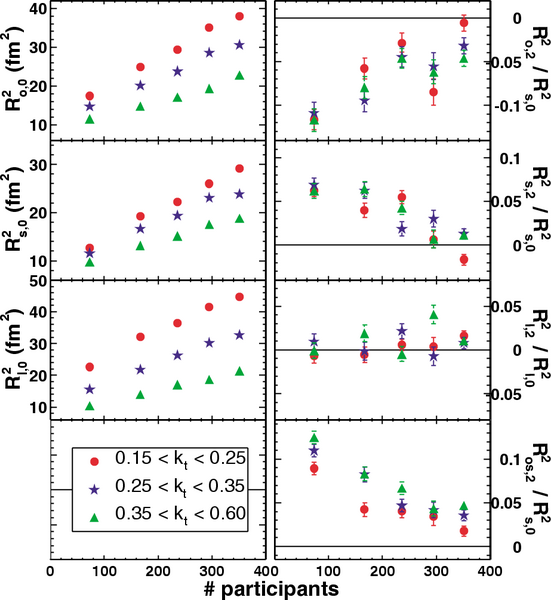 40
30
20
10
R²o,0 (fm²)
0
-0.05
-0.1
R²o,2 / R²s,0
30
20
10
R²s,0 (fm²)
0.1
0.05
0
R²s,2 / R²s,0
50
40
30
20
10
R²l,0 (fm²)
0.05
0
0.05
R²l,2 / R²l,0
0.15 < kt < 0.25
0.25 < kt < 0.35
0.35 < kt < 0.60
0.1
0.05
0
R²os,2 / R²s,0
0 100 200 300 400 100 200 300 400
# participants